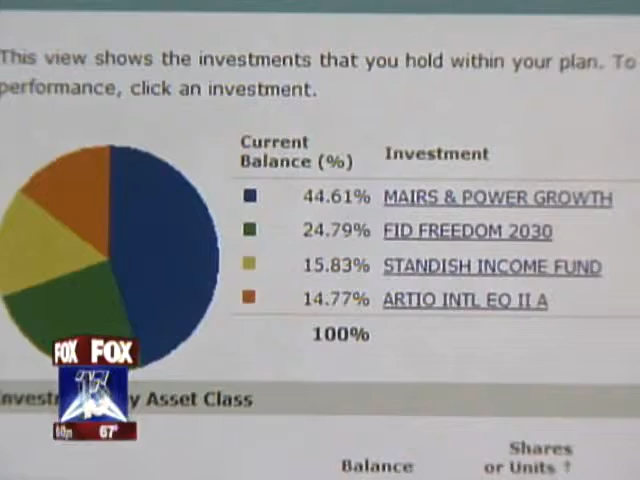 This view shows the investments that you hold within your plan. To
performance, click an investment.
Current
Balance (%) Investment
44.61% MAIRS & POWER GROWTH
24.79% FID FREEDOM 2030
15.83% STANDISH INCOME FUND
14.77% ARTIO INTL EQ II A
100%
FOX FOX
67°
y Asset Class
Shares
Balance or Units ↑